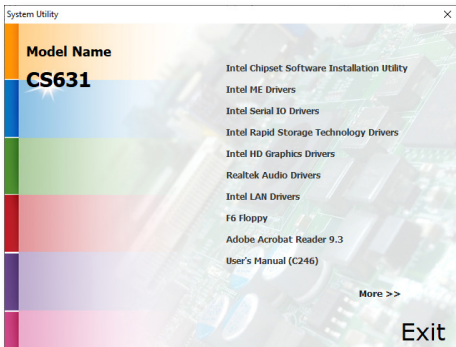 System Utility
Model Name
CS631
Intel Chipset Software Installation Utility
Intel ME Drivers
Intel Serial IO Drivers
Intel Rapid Storage Technology Drivers
Intel HD Graphics Drivers
Realtek Audio Drivers
Intel LAN Drivers
F6 Floppy
Adobe Acrobat Reader 9.3
User's Manual (C246)
More >>
Exit